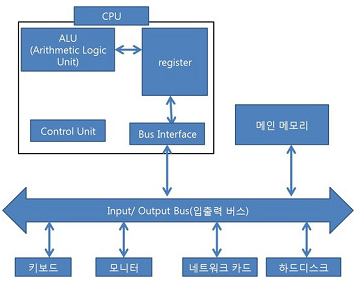 CPU
ALU
(Arithmetic Logic
Unit)
register
Control Unit
Bus Interface
메인 메모리
Input/ Output Bus(입출력 버스)
키보드
모니터
네트워크 카드
하드디스크